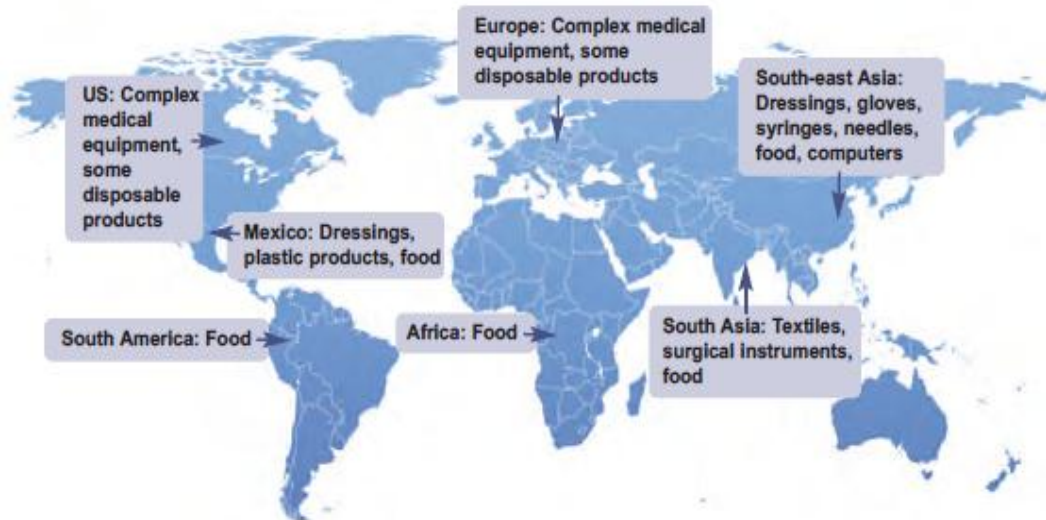 Europe: Complex medical
equipment, some
disposable products
US: Complex
medical
equipment,
some
disposable
products
South-east Asia:
Dressings, gloves,
syringes, needles,
food, computers
Mexico: Dressings,
plastic products, food
South America: Food
Africa: Food
South Asia: Textiles,
surgical instruments,
food